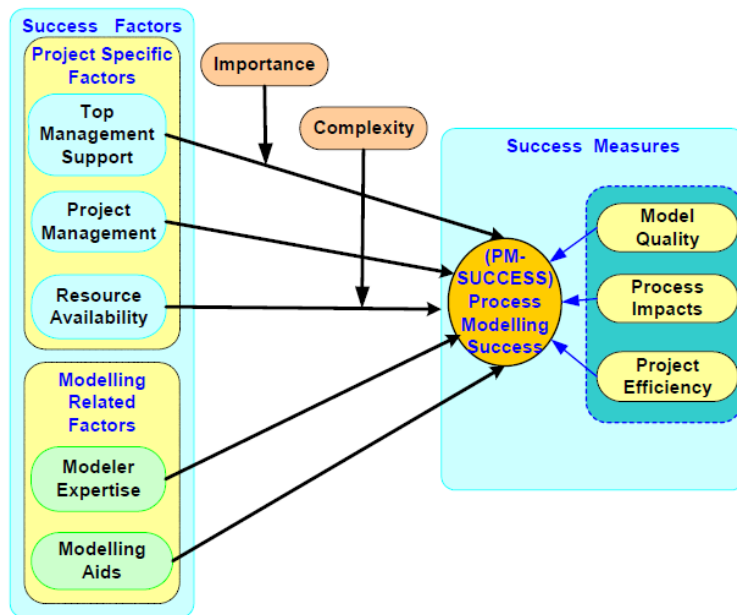 Success Factors
Project Specific
Factors
Top
Management
Support
Project
Management
Resource
Availability
Modelling
Related
Factors
Modeler
Expertise
Modelling
Aids
Importance
Complexity
Success Measures
(PM-
SUCCESS)
Process
Modelling
Success
Model
Quality
Process
Impacts
Project
Efficiency